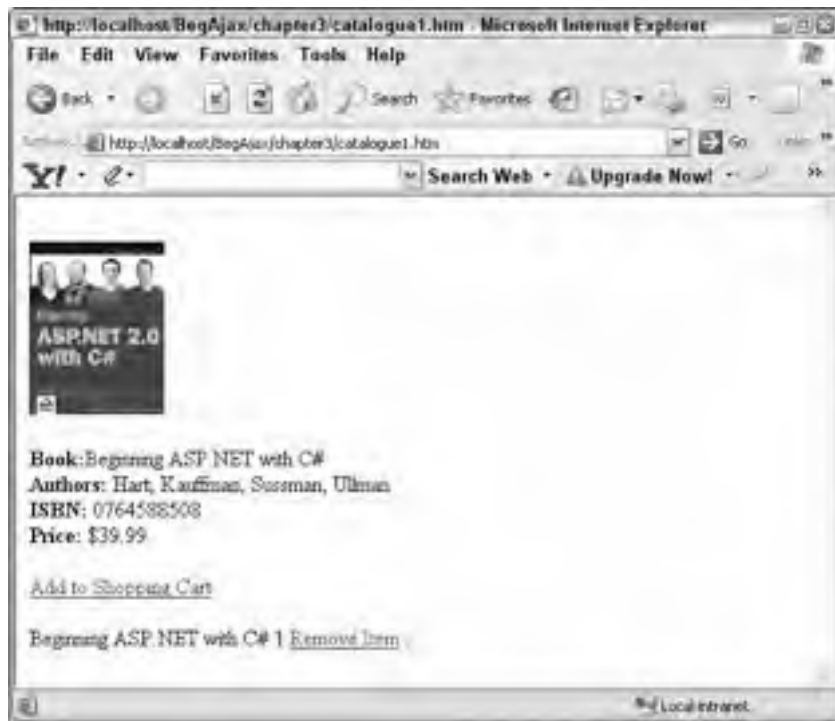 http://localhost/BegAjax/chapter3/catalogue1.htm - Microsoft Internet Explorer
File Edit View Favorites Tools Help
Back Search Favorites
http://localhost/BegAjax/chapter3/catalogue1.htm Go
Y! Search Web Upgrade Now!
ASP.NET 2.0
with C#
Book:Beginning ASP.NET with C#
Authors: Hart, Kauffman, Sussman, Ullman
ISBN: 0764588508
Price: $39.99
Add to Shopping Cart
Beginning ASP.NET with C# 1 Remove Item
Local intranet